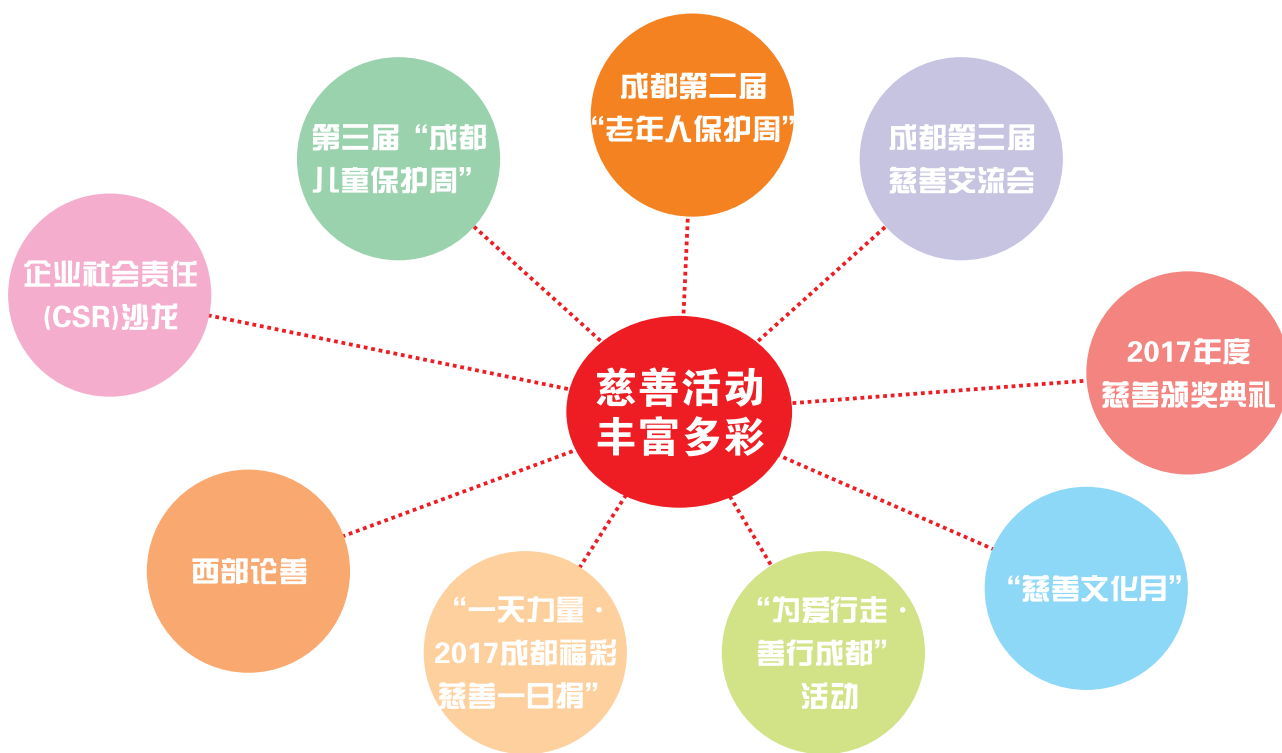 成都第二届
“老年人保护周”
第三届“成都
儿童保护周”
成都第三届
慈善交流会
企业社会责任
(CSR)沙龙
2017年度
慈善颁奖典礼
慈善活动
丰富多彩
西部论善
“慈善文化月”
“一天力量·
2017成都福彩
慈善一日捐”
“为爱行走·
善行成都”
活动